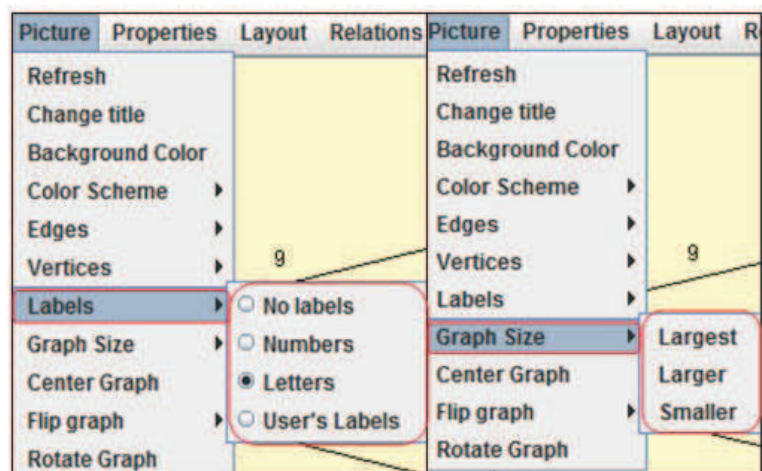 Picture Properties Layout Relations
Refresh
Change title
Background Color
Color Scheme
Edges
Vertices
Labels
Graph Size
Center Graph
Flip graph
Rotate Graph
9
No labels
Numbers
Letters
User's Labels
Picture Properties Layout R
Refresh
Change title
Background Color
Color Scheme
Edges
Vertices
Labels
Graph Size
Center Graph
Flip graph
Rotate Graph
9
Largest
Larger
Smaller